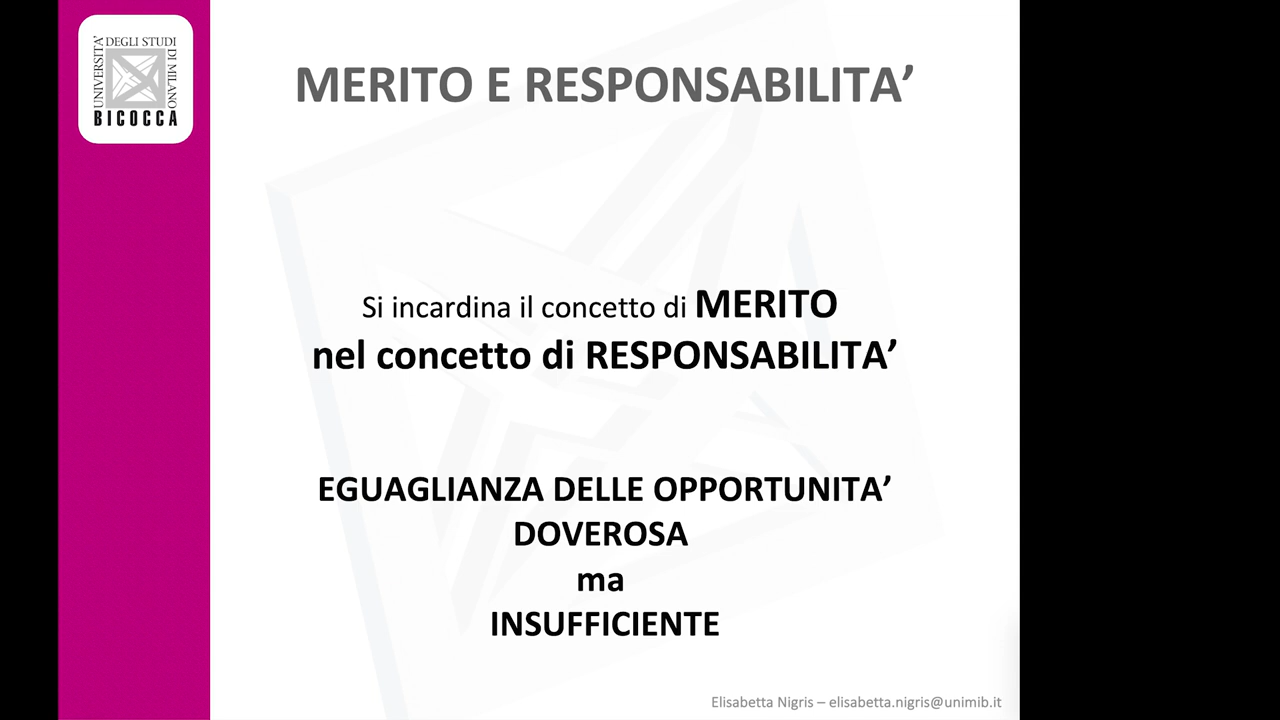 UNIVERSITA'
DEGLI STUDI
DI MILANO
BICOCCA
MERITO E RESPONSABILITA’
Si incardina il concetto di MERITO
nel concetto di RESPONSABILITA’
EGUAGLIANZA DELLE OPPORTUNITA’
DOVEROSA
ma
INSUFFICIENTE
Elisabetta Nigris – elisabetta.nigris@unimib.it